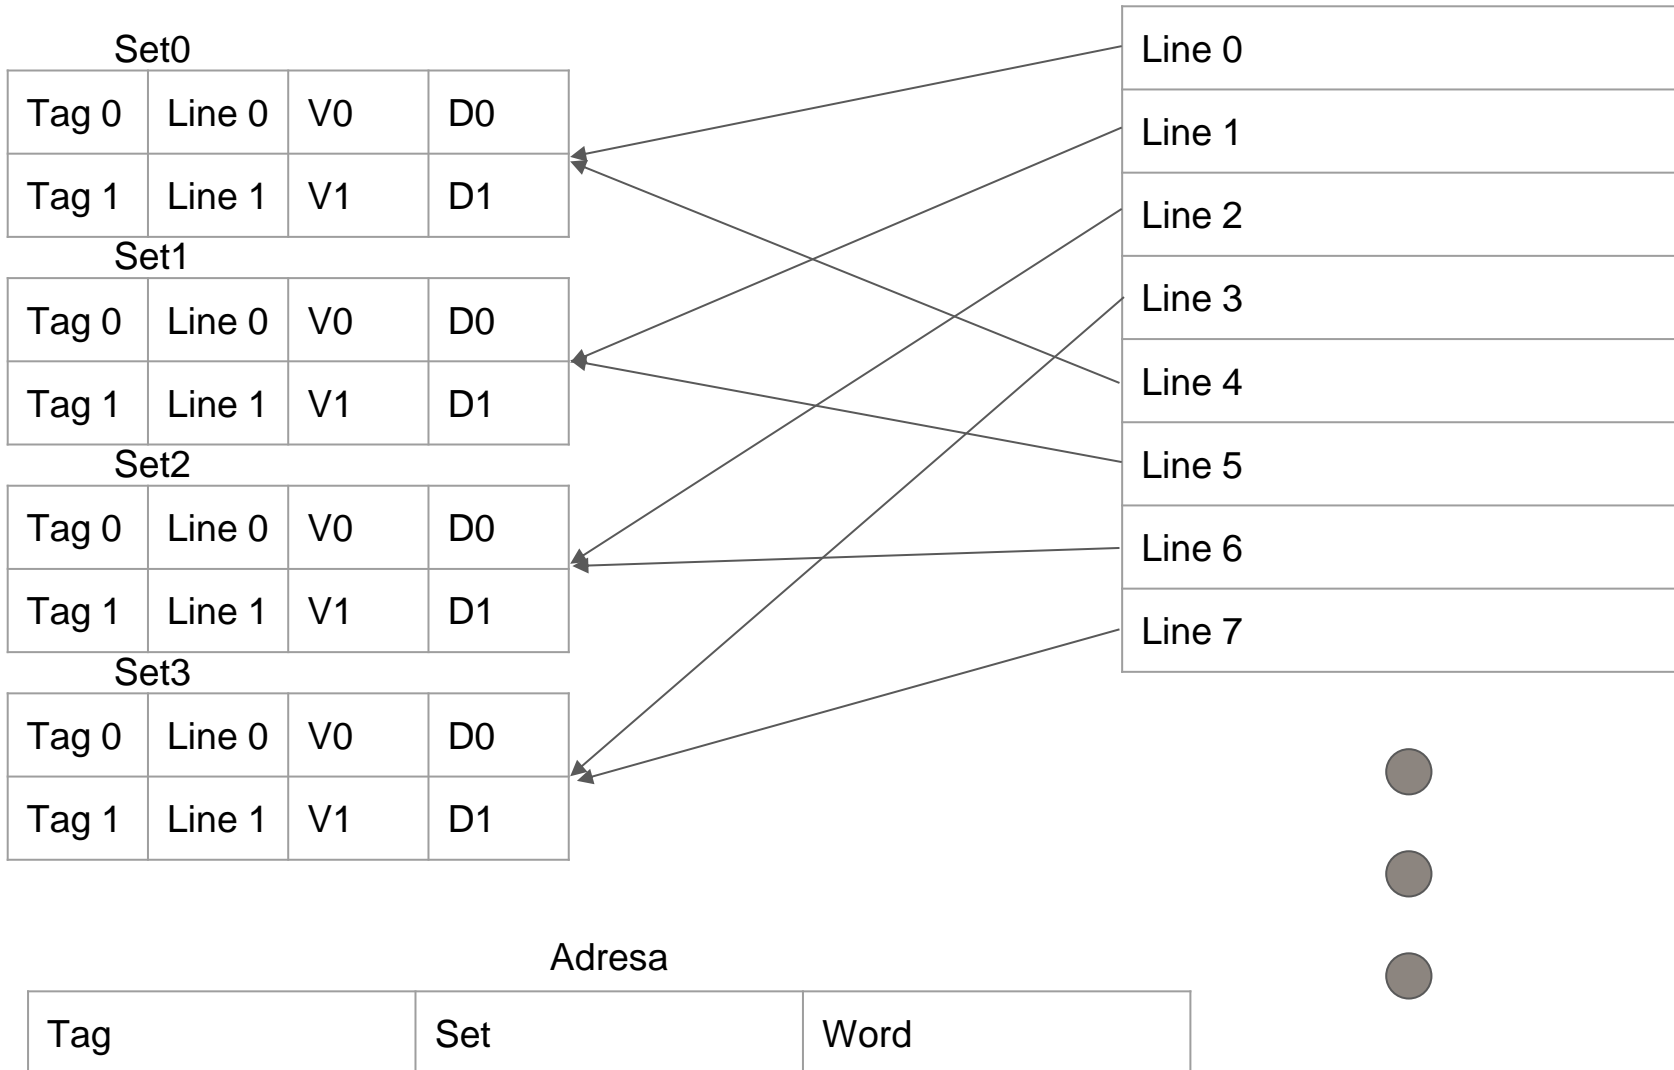 Set0
Tag 0 Line 0 V0 D0
Tag 1 Line 1 V1 D1
Set1
Tag 0 Line 0 V0 D0
Tag 1 Line 1 V1 D1
Set2
Tag 0 Line 0 V0 D0
Tag 1 Line 1 V1 D1
Set3
Tag 0 Line 0 V0 D0
Tag 1 Line 1 V1 D1
Line 0
Line 1
Line 2
Line 3
Line 4
Line 5
Line 6
Line 7
Adresa
Tag Set Word